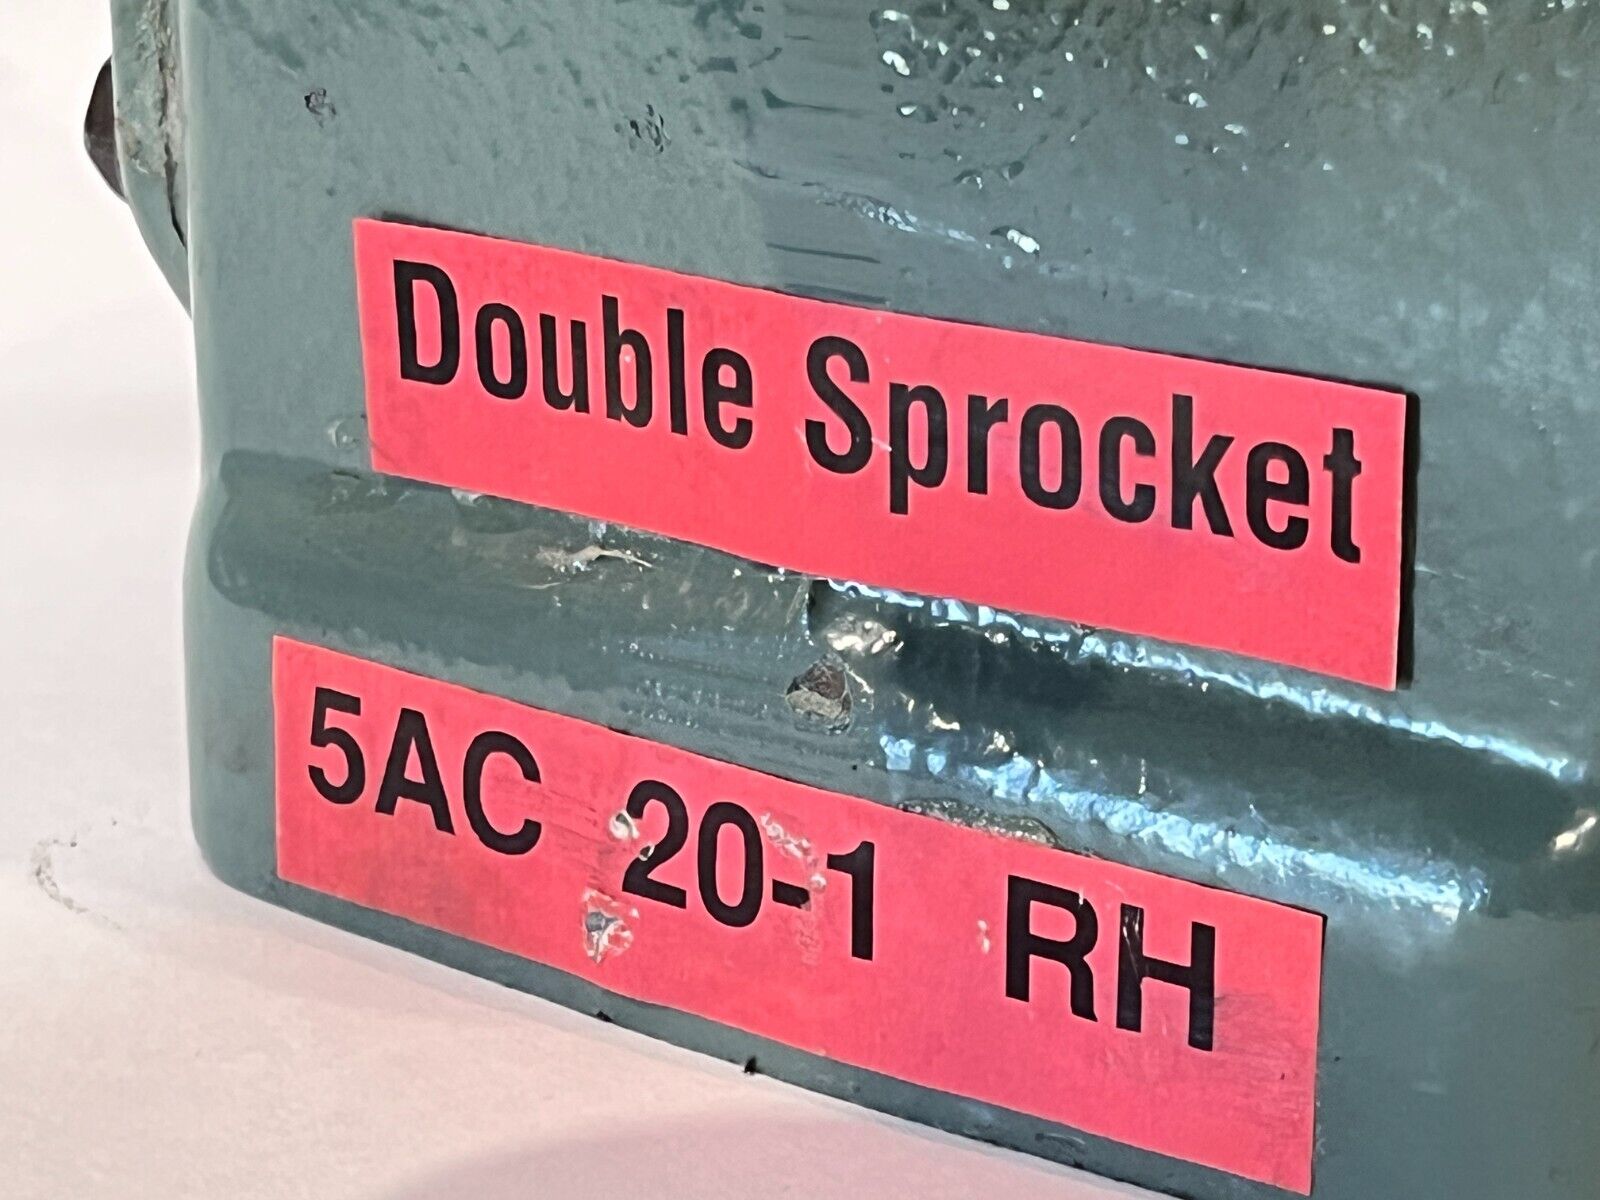 Double Sprocket
5AC 20-1 RH